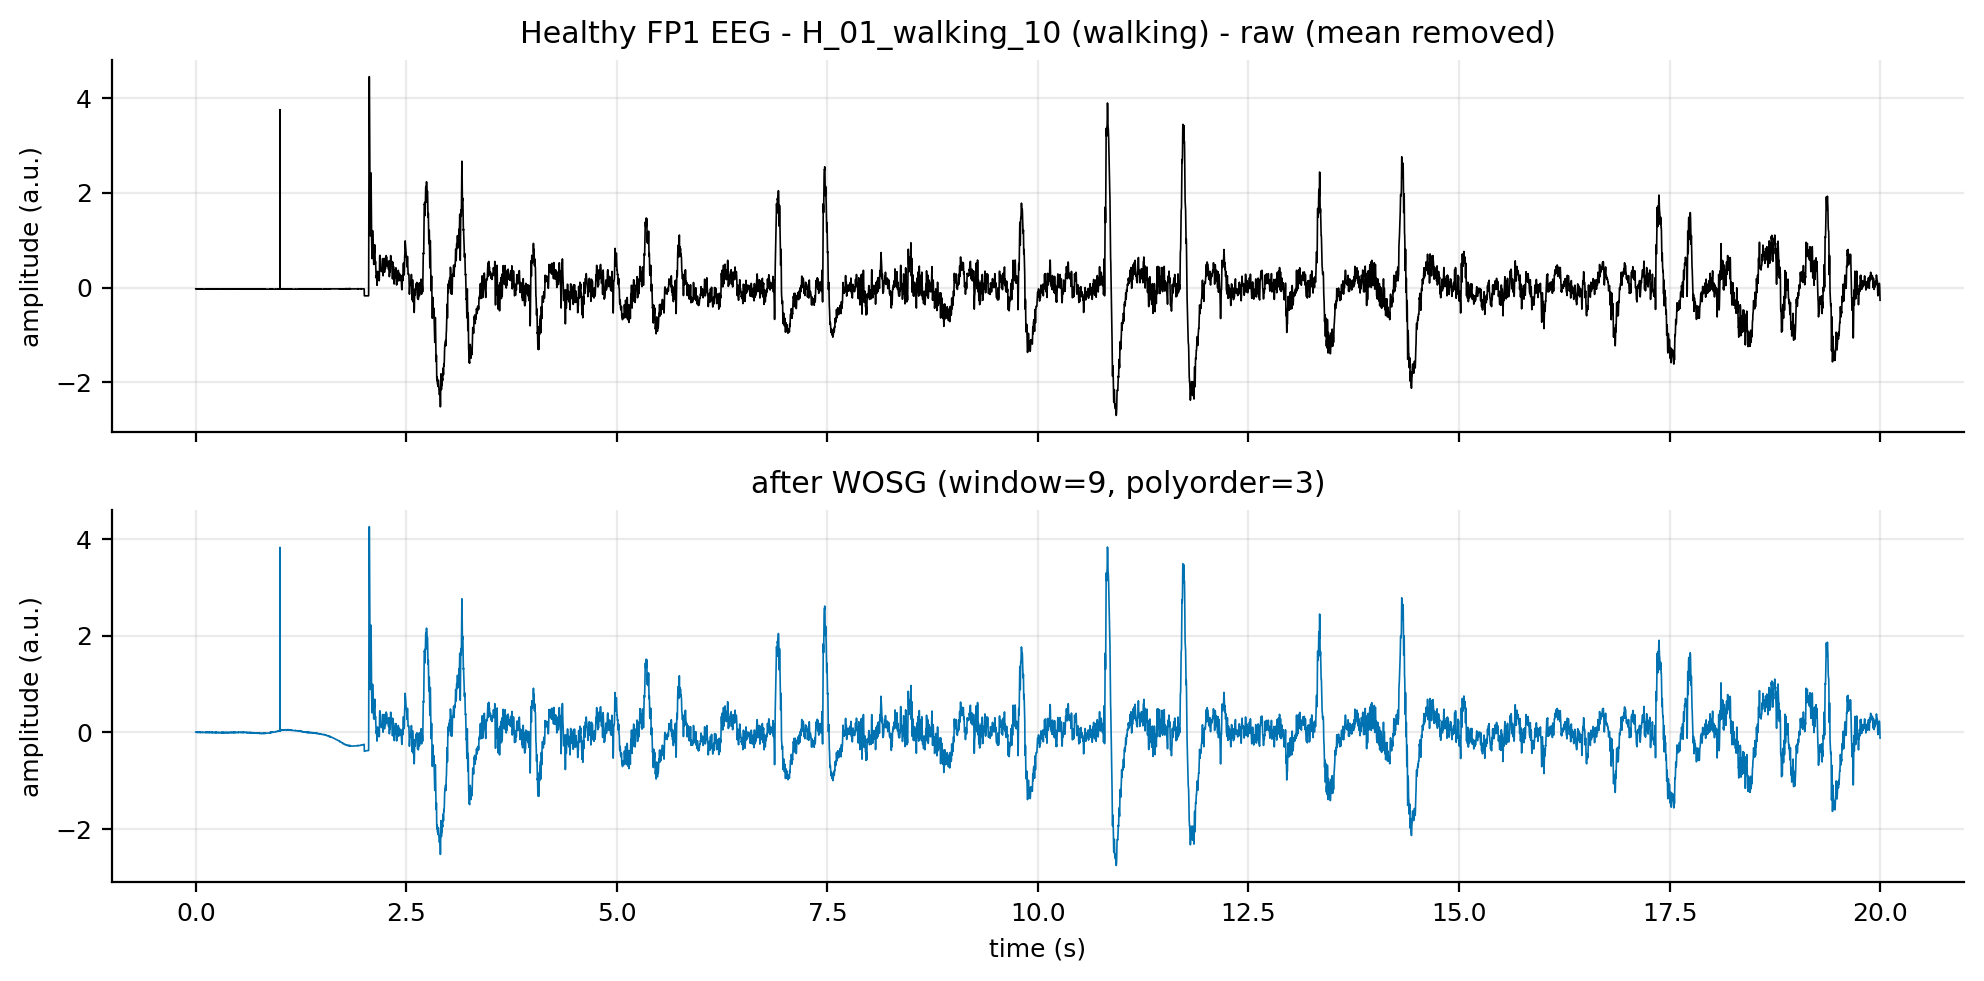 Healthy FP1 EEG - H_01_walking_10 (walking) - raw (mean removed)
amplitude (a.u.)
4
2
0
−2
after WOSG (window=9, polyorder=3)
amplitude (a.u.)
4
2
0
−2
0.0 2.5 5.0 7.5 10.0 12.5 15.0 17.5 20.0
time (s)